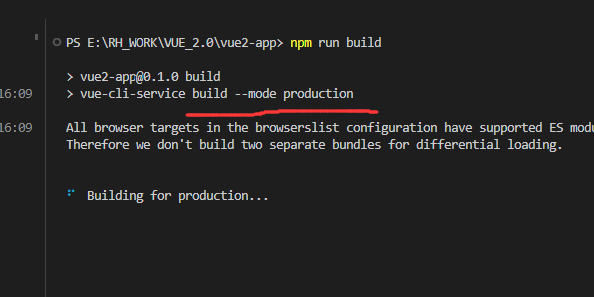 PS E:\RH_WORK\VUE_2.0\vue2-app> npm run build
> vue2-app@0.1.0 build
16:09 > vue-cli-service build --mode production
16:09 All browser targets in the browserslist configuration have supported ES modu
Therefore we don't build two separate bundles for differential loading.
Building for production...